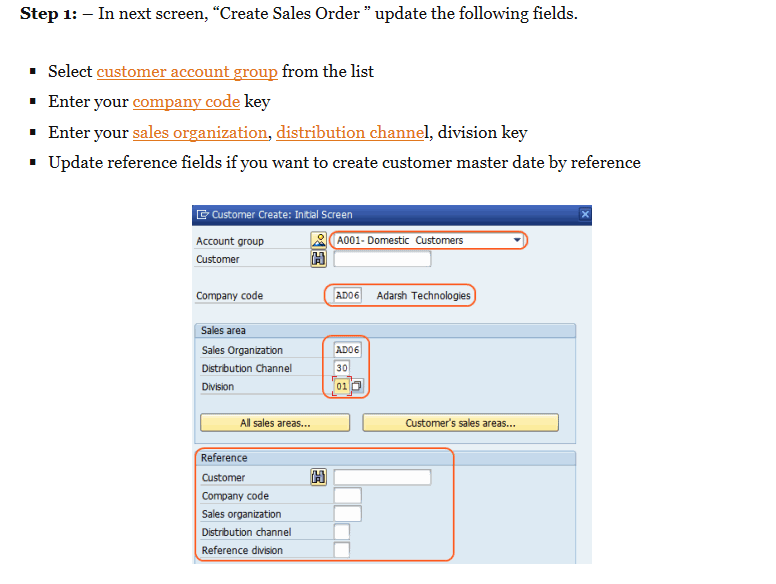 Step 1: – In next screen, “Create Sales Order ” update the following fields.
▪ Select customer account group from the list
▪ Enter your company code key
▪ Enter your sales organization, distribution channel, division key
▪ Update reference fields if you want to create customer master date by reference
Customer Create: Initial Screen
Account group A001- Domestic Customers
Customer
Company code AD06 Adarsh Technologies
Sales area
Sales Organization AD06
Distribution Channel 30
Division 01
All sales areas... Customer's sales areas...
Reference
Customer
Company code
Sales organization
Distribution channel
Reference division